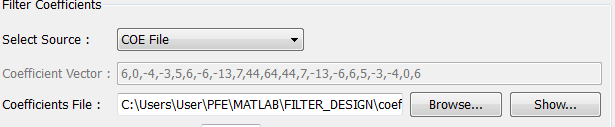 Filter Coefficients
Select Source : COE File
Coefficient Vector : 6,0,-4,-3,5,6,-6,-13,7,44,64,44,7,-13,-6,6,5,-3,-4,0,6
Coefficients File : C:\Users\User\PFE\MATLAB\FILTER_DESIGN\coef Browse... Show...